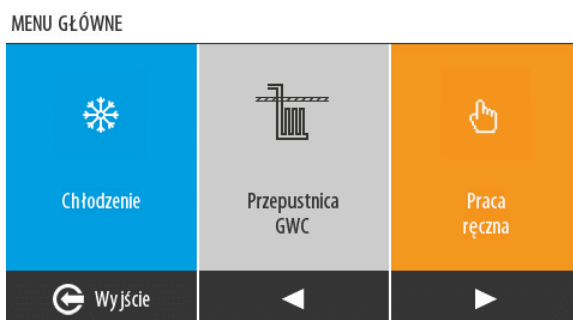 MENU GŁÓWNE
Chłodzenie
Przepustnica
GWC
Praca
ręczna
Wyjście